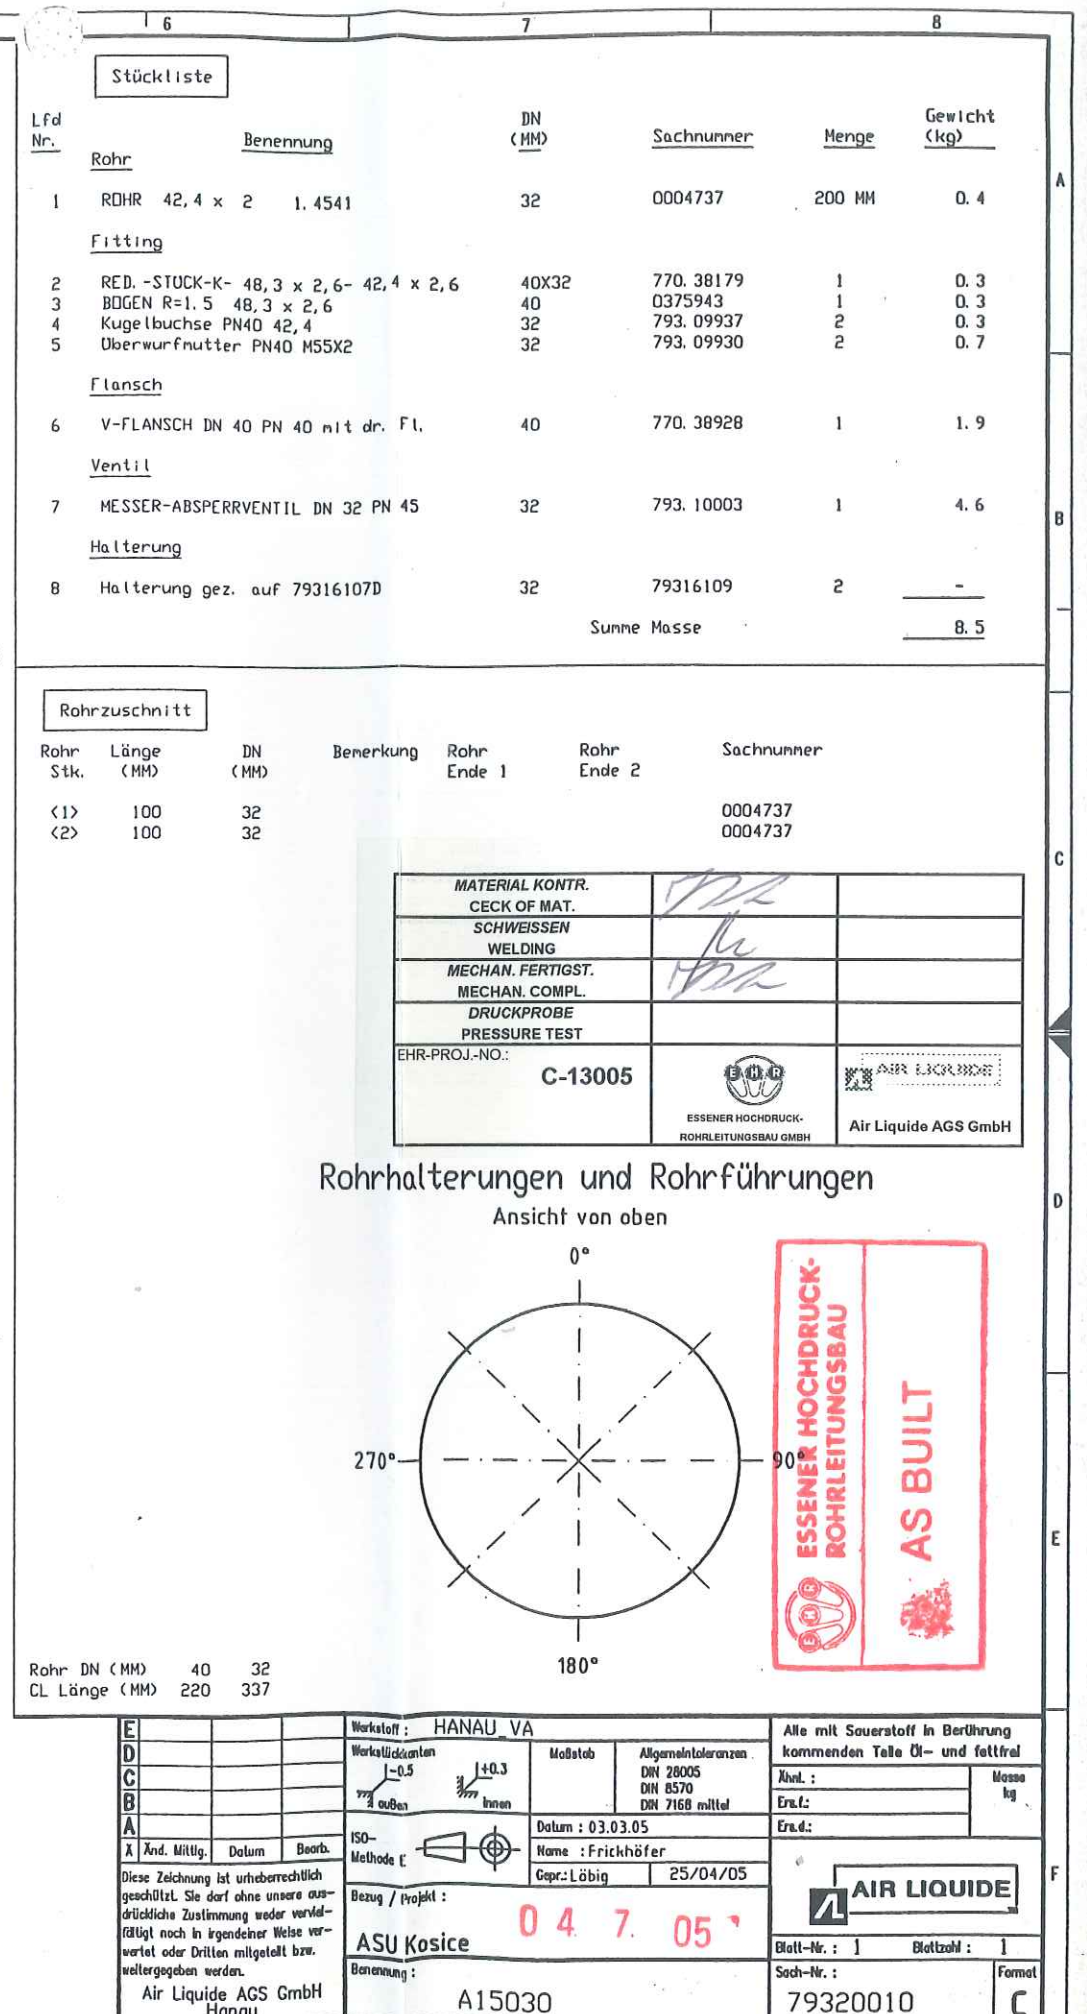 6 7 8
Stückliste
Lfd Nr. Benennung DN (MM) Sachnummer Menge Gewicht (kg)
Rohr
1 ROHR 42,4 x 2 1.4541 32 0004737 200 MM 0.4
Fitting
2 RED.-STUCK-K- 48,3 x 2,6- 42,4 x 2,6 40X32 770.38179 1 0.3
3 BOGEN R=1.5 48,3 x 2,6 40 0375943 1 0.3
4 Kugelbuchse PN40 42,4 32 793.09937 2 0.3
5 Uberwurfmutter PN40 M55X2 32 793.09930 2 0.7
Flansch
6 V-FLANSCH DN 40 PN 40 mit dr. Fl. 40 770.38928 1 1.9
Ventil
7 MESSER-ABSPERRVENTIL DN 32 PN 45 32 793.10003 1 4.6
Halterung
8 Halterung gez. auf 79316107D 32 79316109 2 -
Summe Masse 8.5
A
B
C
D
E
F
Rohrzuschnitt
Rohr Stk. Länge (MM) DN (MM) Bemerkung Rohr Ende 1 Rohr Ende 2 Sachnummer
<1> 100 32 0004737
<2> 100 32 0004737
MATERIAL KONTR.
CECK OF MAT.
SCHWEISSEN
WELDING
MECHAN. FERTIGST.
MECHAN. COMPL.
DRUCKPROBE
PRESSURE TEST
EHR-PROJ.-NO.:
C-13005
EHR
ESSENER HOCHDRUCK-
ROHRLEITUNGSBAU GMBH
AIR LIQUIDE
Air Liquide AGS GmbH
Rohrhalterungen und Rohrführungen
Ansicht von oben
0°
270°
90°
180°
ESSENER HOCHDRUCK-
ROHRLEITUNGSBAU
AS BUILT
EHR
Rohr DN (MM) 40 32
CL Länge (MM) 220 337
E
D
C
B
A
X Änd. Mittlg. Datum Bearb.
Diese Zeichnung ist urheberrechtlich
geschützt. Sie darf ohne unsere aus-
drückliche Zustimmung weder verviel-
fältigt noch in irgendeiner Weise ver-
wertet oder Dritten mitgeteilt bzw.
weitergegeben werden.
Air Liquide AGS GmbH
Hanau
Werkstoff : HANAU_VA
Werkstückkanten
-0.5
außen
+0.3
innen
Maßstab
Allgemeintoleranzen
DIN 28005
DIN 8570
DIN 7168 mittel
ISO-
Methode E
Datum : 03.03.05
Name : Frickhöfer
Gepr.: Löbig 25/04/05
Bezug / Projekt :
04 7. 05
ASU Kosice
Benennung :
A15030
Alle mit Sauerstoff in Berührung
kommenden Teile Öl- und fettfrei
Ähnl. :
Ers.f.:
Ers.d.:
Masse
kg
AIR LIQUIDE
Blatt-Nr. : 1 Blattzahl : 1
Sach-Nr. : Format
79320010 C